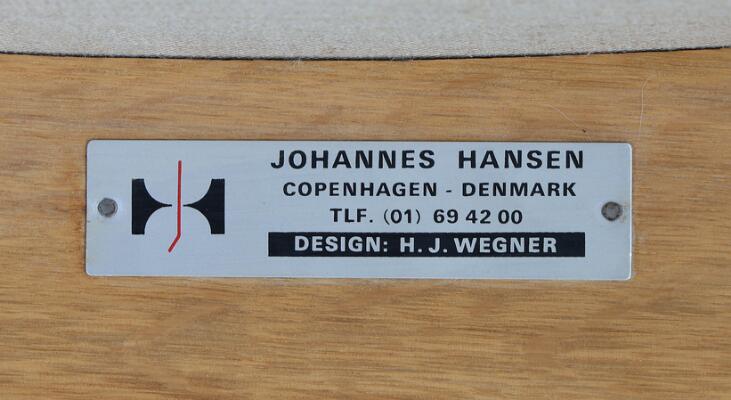 JOHANNES HANSEN
COPENHAGEN - DENMARK
TLF. (01) 69 42 00
DESIGN: H. J. WEGNER